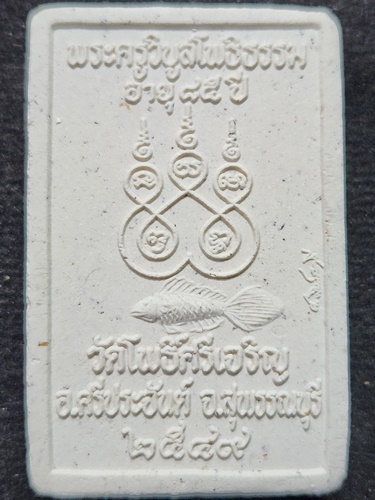 พระครูวิบูลโพธิธรรม
อายุ ๘๕ ปี
วัดโพธิ์ศรีเจริญ
อ.ศรีประจันต์ จ.สุพรรณบุรี
๒๕๔๙